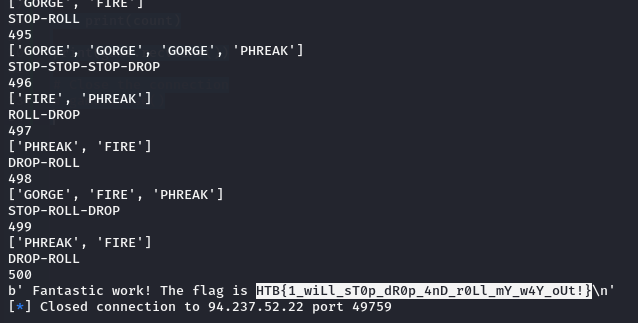 ['GORGE', 'FIRE']
STOP-ROLL
495
['GORGE', 'GORGE', 'GORGE', 'PHREAK']
STOP-STOP-STOP-DROP
496
['FIRE', 'PHREAK']
ROLL-DROP
497
['PHREAK', 'FIRE']
DROP-ROLL
498
['GORGE', 'FIRE', 'PHREAK']
STOP-ROLL-DROP
499
['PHREAK', 'FIRE']
DROP-ROLL
500
b' Fantastic work! The flag is HTB{1_wiLl_sT0p_dR0p_4nD_r0Ll_mY_w4Y_oUt!}\n'
[*] Closed connection to 94.237.52.22 port 49759